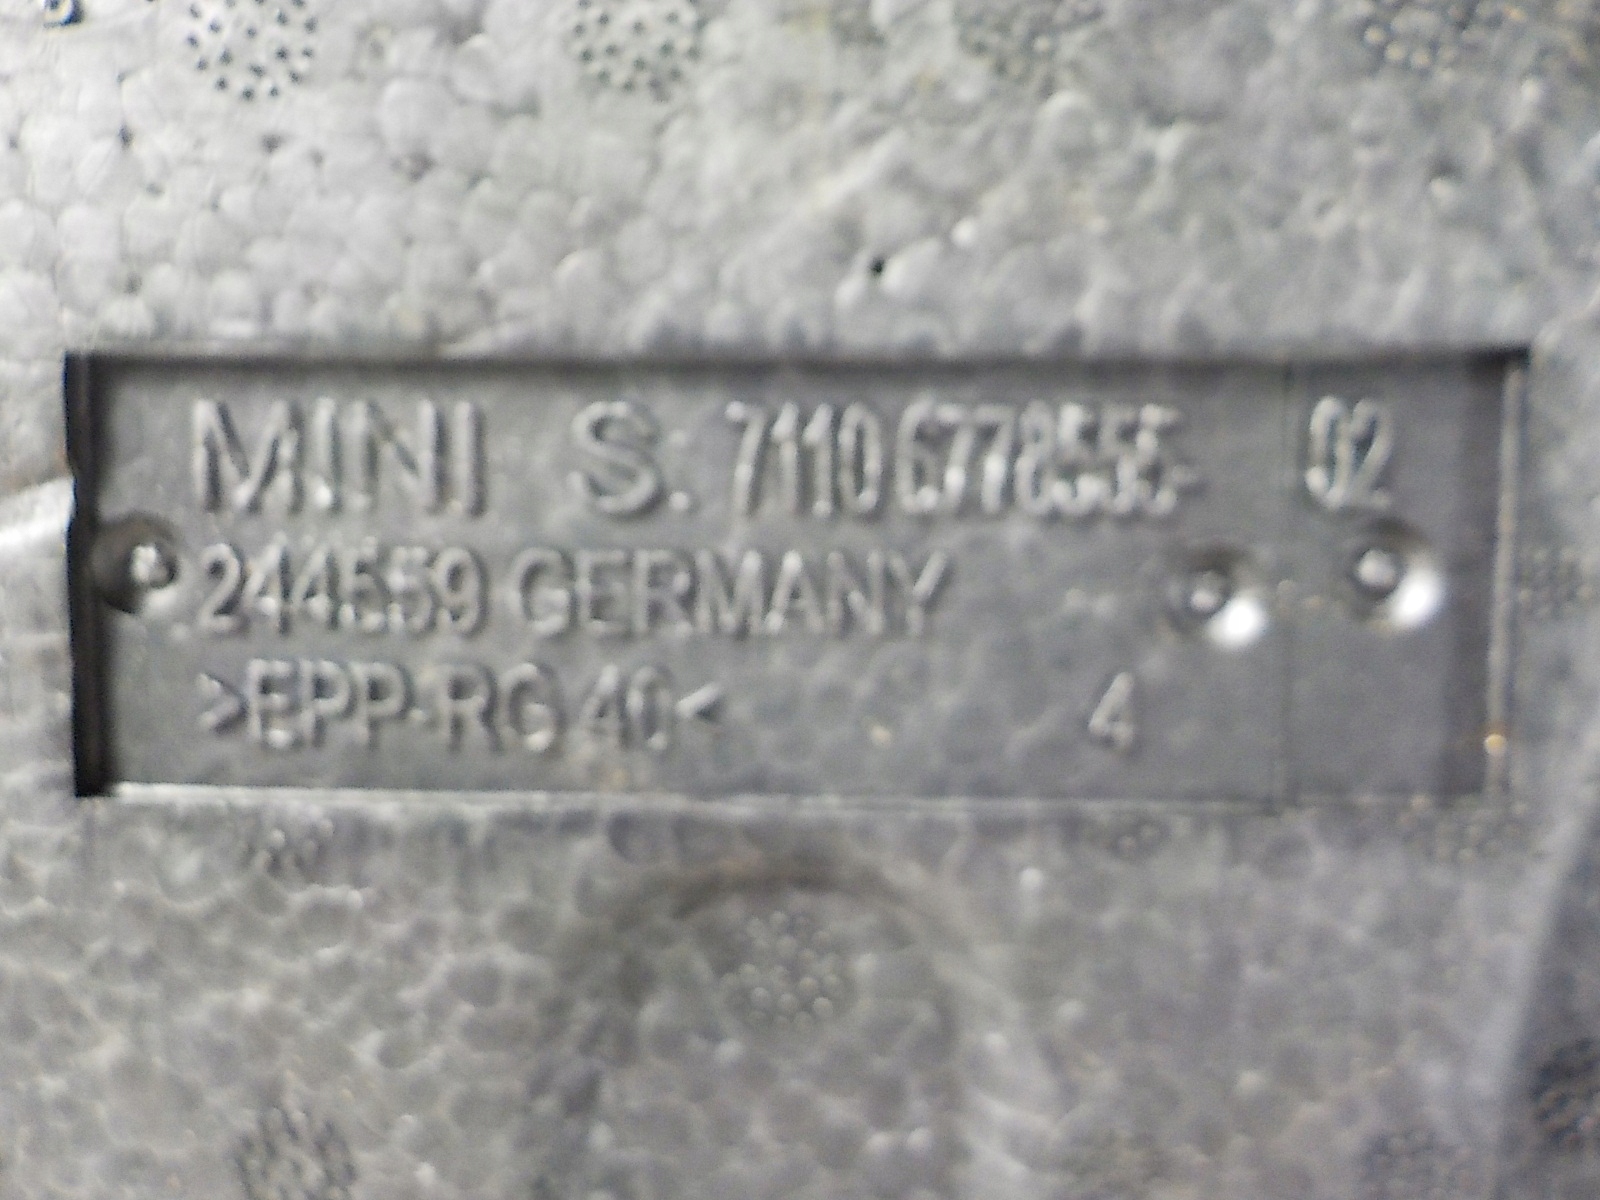 MINI S. 7110 6778555- 02
244559 GERMANY
>EPP-RG 40< 4